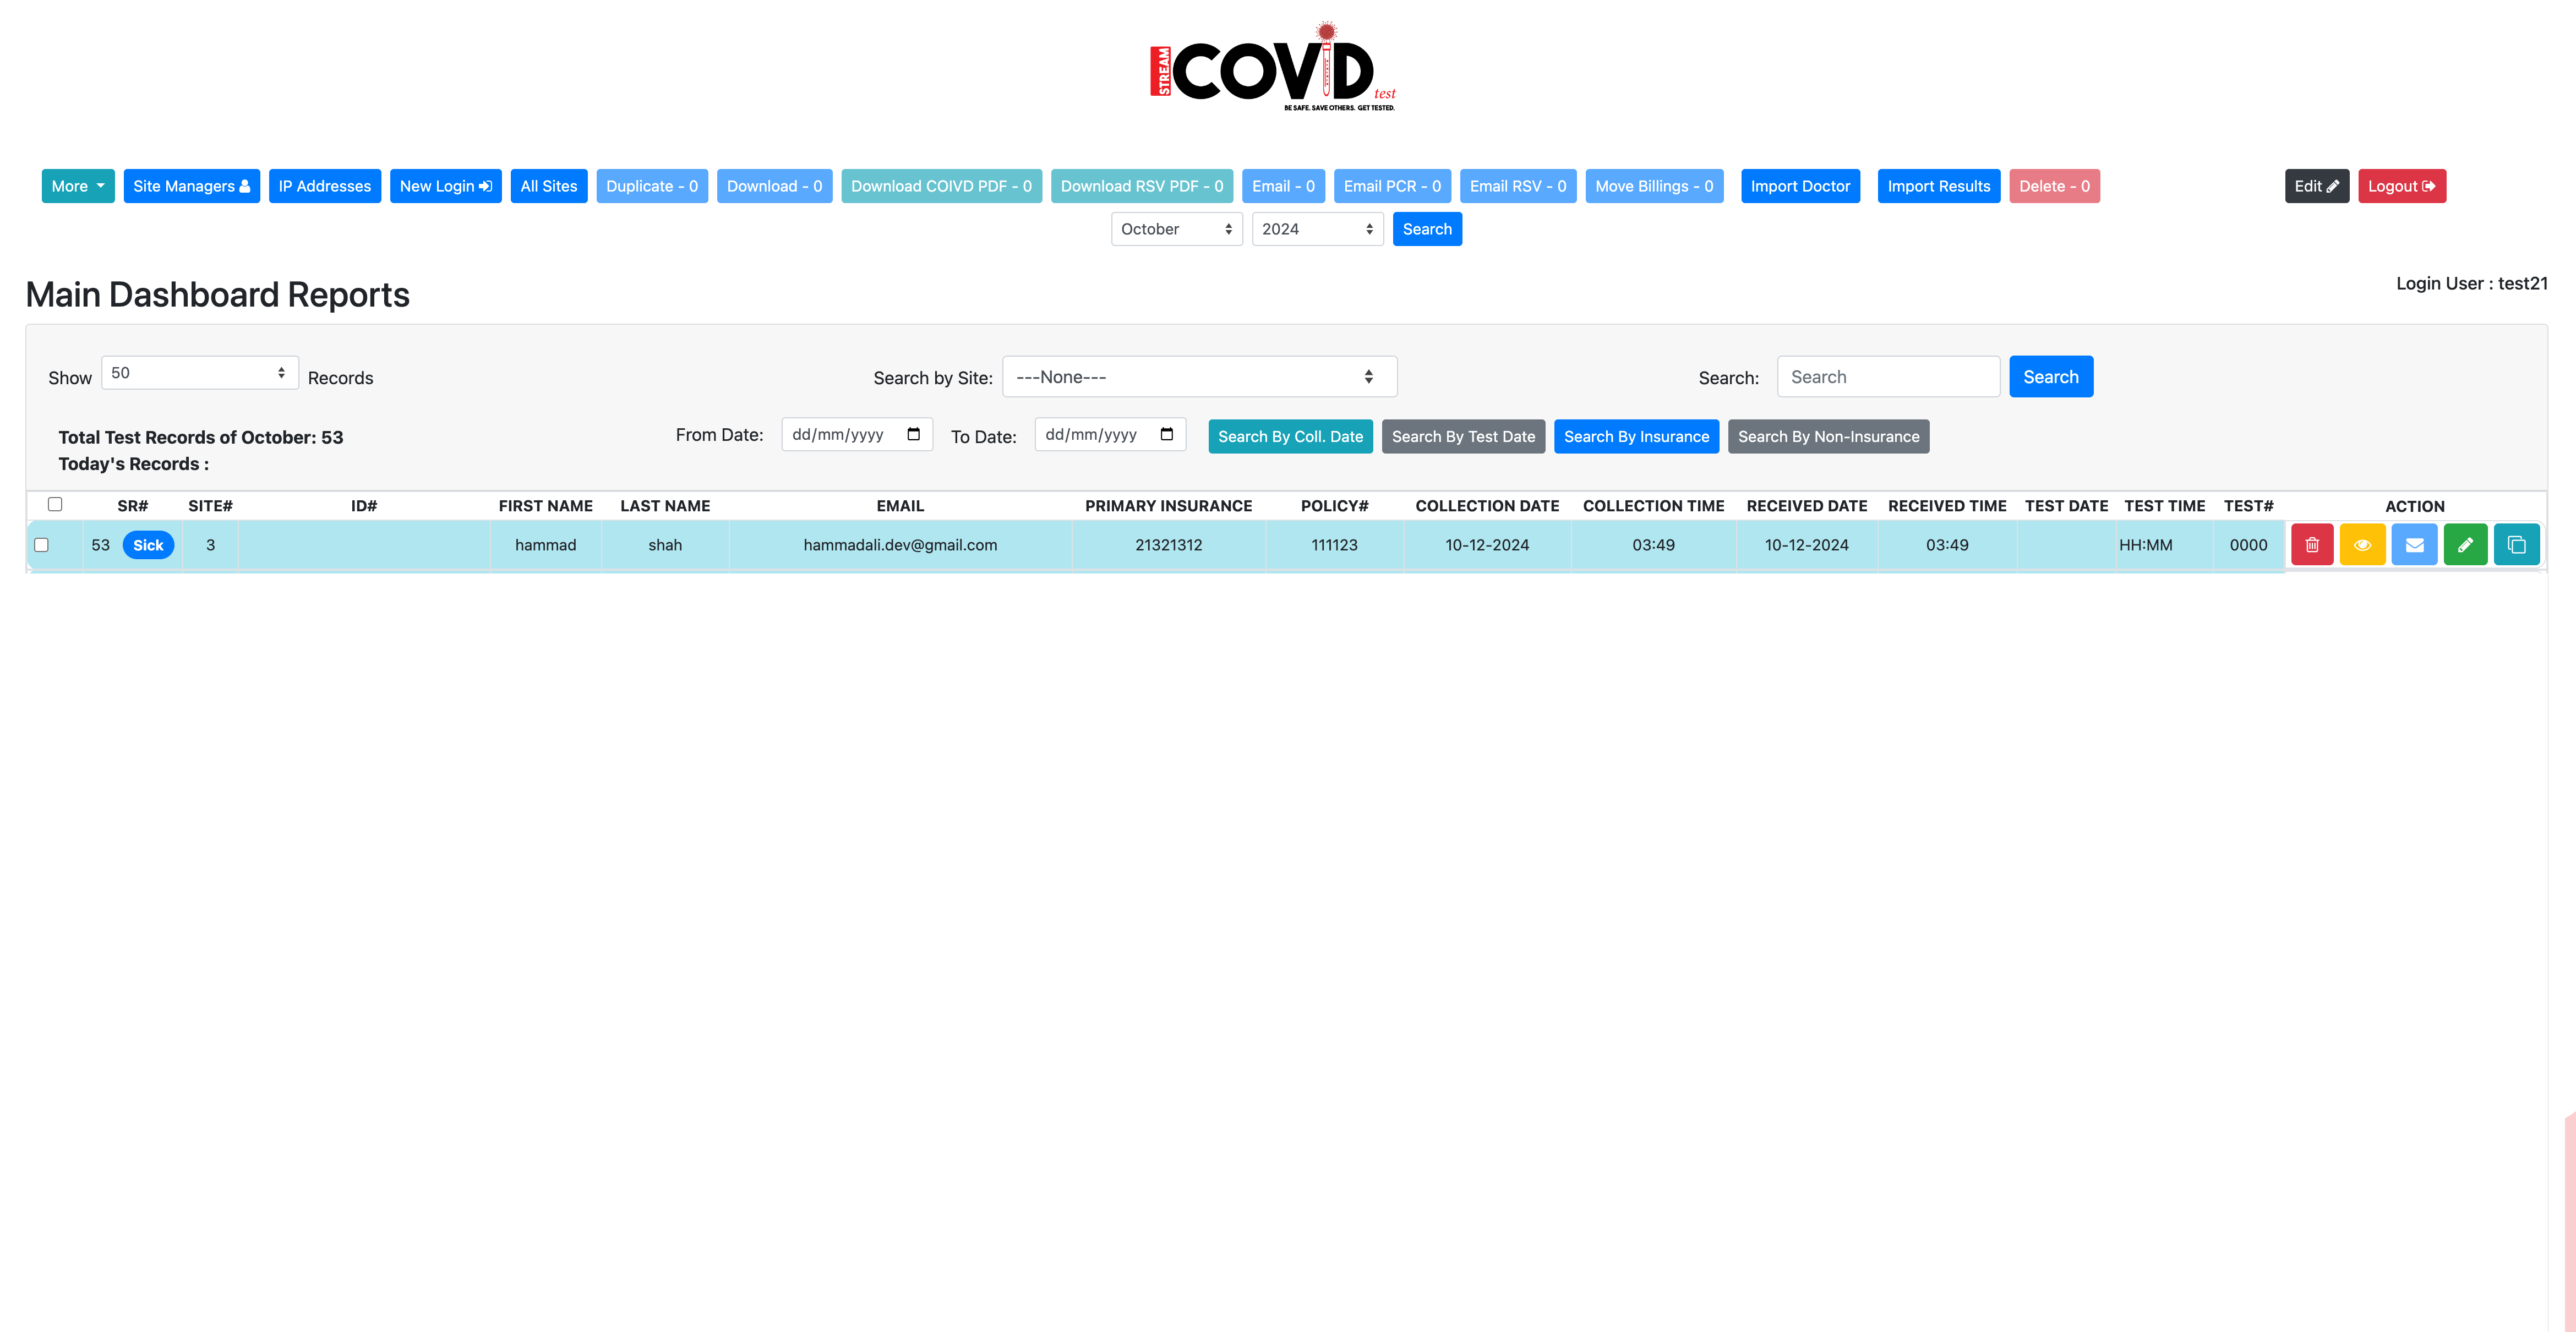 STREAM
COViD
test
BE SAFE. SAVE OTHERS. GET TESTED.
More Site Managers IP Addresses New Login All Sites Duplicate - 0 Download - 0 Download COIVD PDF - 0 Download RSV PDF - 0 Email - 0 Email PCR - 0 Email RSV - 0 Move Billings - 0 Import Doctor Import Results Delete - 0 Edit Logout
October 2024 Search
Login User : test21
Main Dashboard Reports
Show 50 Records Search by Site: ---None--- Search: Search Search
From Date: dd/mm/yyyy To Date: dd/mm/yyyy Search By Coll. Date Search By Test Date Search By Insurance Search By Non-Insurance
Total Test Records of October: 53
Today's Records :
SR# SITE# ID# FIRST NAME LAST NAME EMAIL PRIMARY INSURANCE POLICY# COLLECTION DATE COLLECTION TIME RECEIVED DATE RECEIVED TIME TEST DATE TEST TIME TEST# ACTION
53 Sick 3 hammad shah hammadali.dev@gmail.com 21321312 111123 10-12-2024 03:49 10-12-2024 03:49 HH:MM 0000